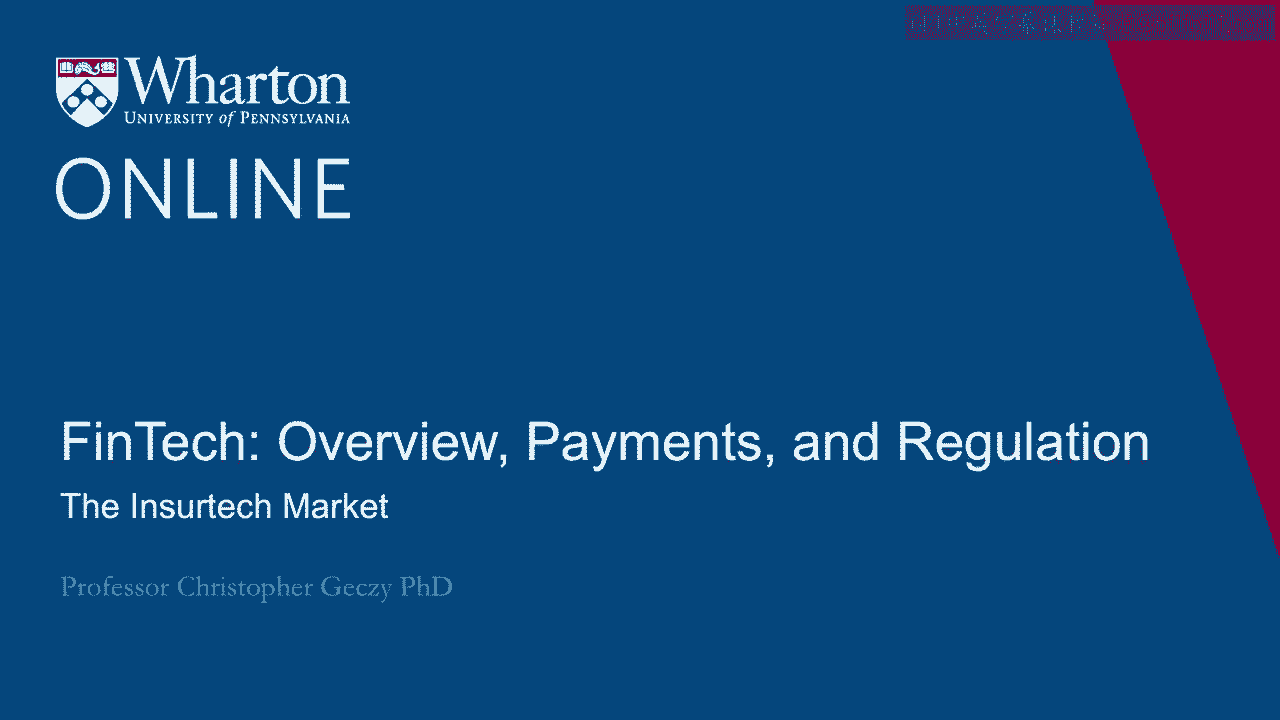 Wharton
UNIVERSITY of PENNSYLVANIA
ONLINE
FinTech: Overview, Payments, and Regulation
The Insurtech Market
Professor Christopher Geczy PhD